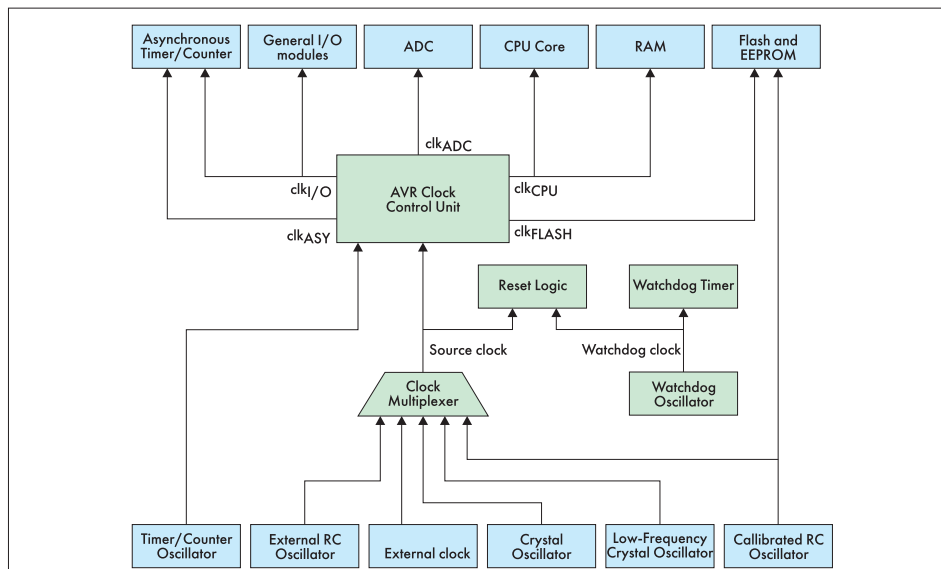 Asynchronous
Timer/Counter
General I/O
modules
ADC
CPU Core
RAM
Flash and
EEPROM
clkADC
clkI/O
clkCPU
AVR Clock
Control Unit
clkASY
clkFLASH
Reset Logic
Watchdog Timer
Source clock
Watchdog clock
Clock
Multiplexer
Watchdog
Oscillator
Timer/Counter
Oscillator
External RC
Oscillator
External clock
Crystal
Oscillator
Low-Frequency
Crystal Oscillator
Callibrated RC
Oscillator